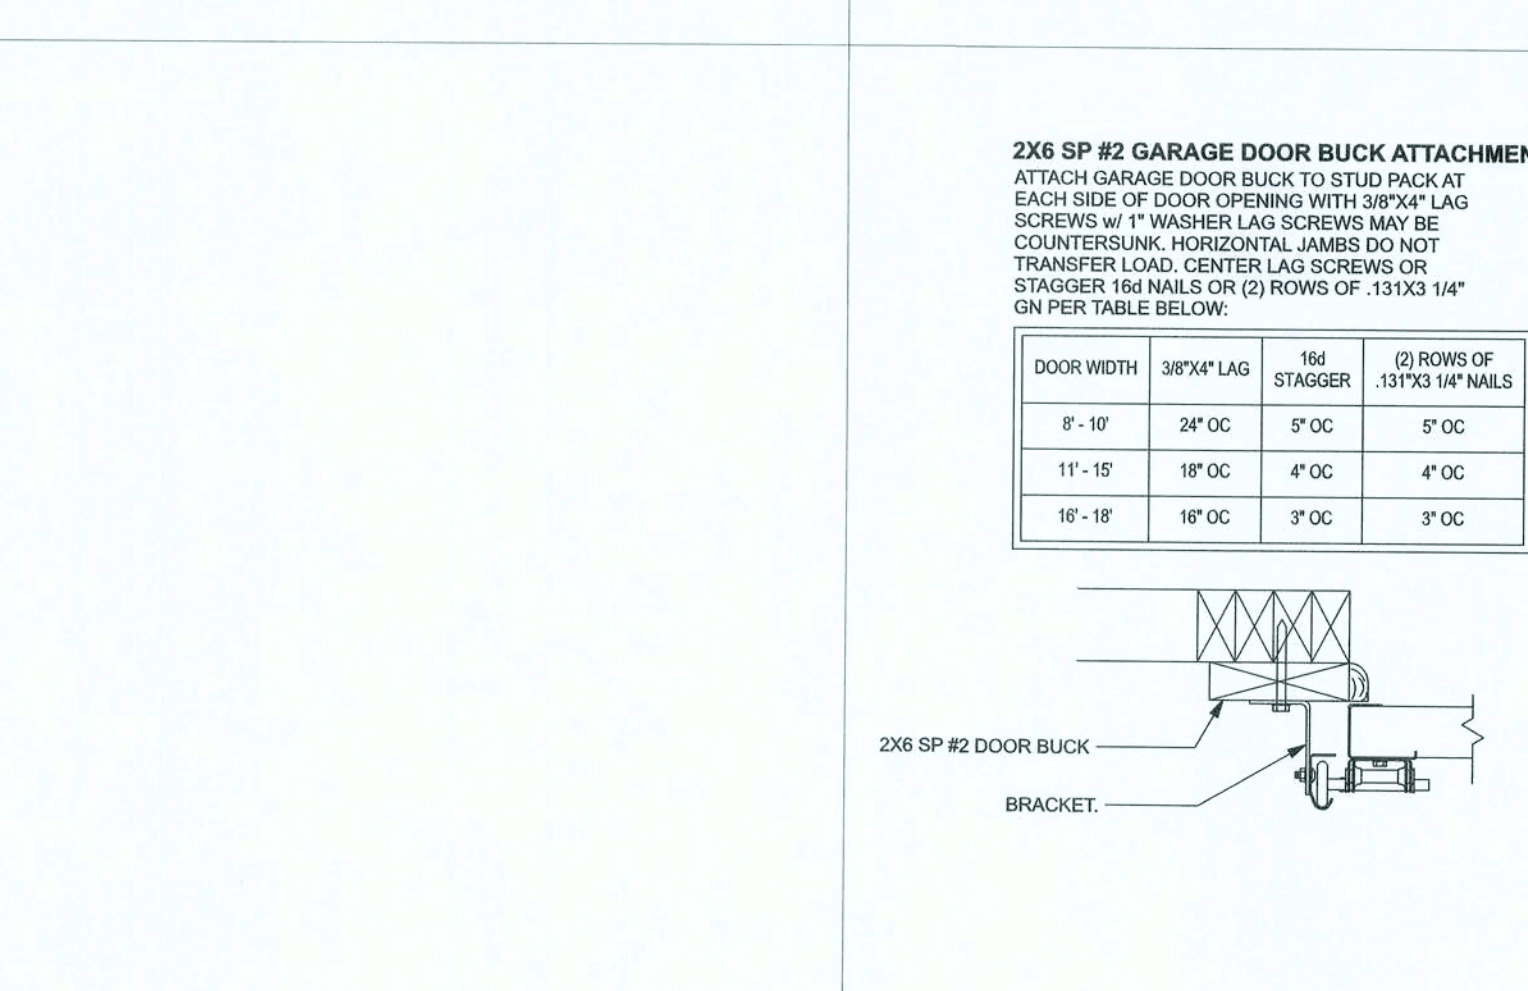 2X6 SP #2 GARAGE DOOR BUCK ATTACHMEN
ATTACH GARAGE DOOR BUCK TO STUD PACK AT
EACH SIDE OF DOOR OPENING WITH 3/8"X4" LAG
SCREWS w/ 1" WASHER LAG SCREWS MAY BE
COUNTERSUNK. HORIZONTAL JAMBS DO NOT
TRANSFER LOAD. CENTER LAG SCREWS OR
STAGGER 16d NAILS OR (2) ROWS OF .131X3 1/4"
GN PER TABLE BELOW:
DOOR WIDTH 3/8"X4" LAG 16d STAGGER (2) ROWS OF .131"X3 1/4" NAILS
8' - 10' 24" OC 5" OC 5" OC
11' - 15' 18" OC 4" OC 4" OC
16' - 18' 16" OC 3" OC 3" OC
2X6 SP #2 DOOR BUCK
BRACKET.